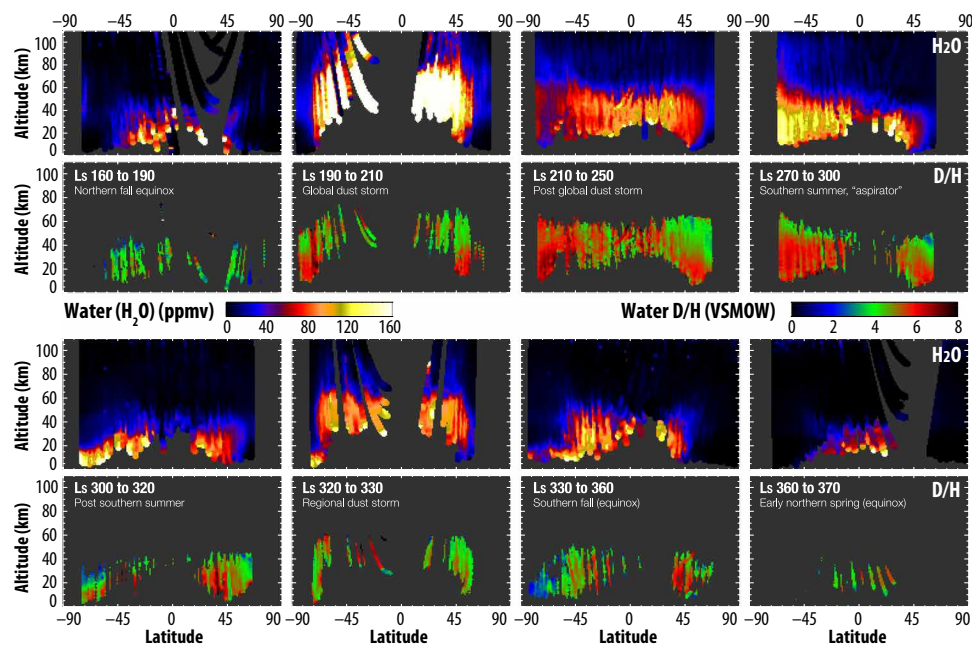 −90 −45 0 45 −90 −45 0 45 −90 −45 0 45 −90 −45 0 45 90
Altitude (km) 100 80 60 40 20 0 H2O
Altitude (km) 100 80 60 40 20 0 D/H
Ls 160 to 190 Ls 190 to 210 Ls 210 to 250 Ls 270 to 300
Northern fall equinox Global dust storm Post global dust storm Southern summer, "aspirator"
Water (H₂O) (ppmv) 0 40 80 120 160 Water D/H (VSMOW) 0 2 4 6 8
Altitude (km) 100 80 60 40 20 0 H2O
Altitude (km) 100 80 60 40 20 0 D/H
Ls 300 to 320 Ls 320 to 330 Ls 330 to 360 Ls 360 to 370
Post southern summer Regional dust storm Southern fall (equinox) Early northern spring (equinox)
−90 −45 0 45 −90 −45 0 45 −90 −45 0 45 −90 −45 0 45 90
Latitude Latitude Latitude Latitude